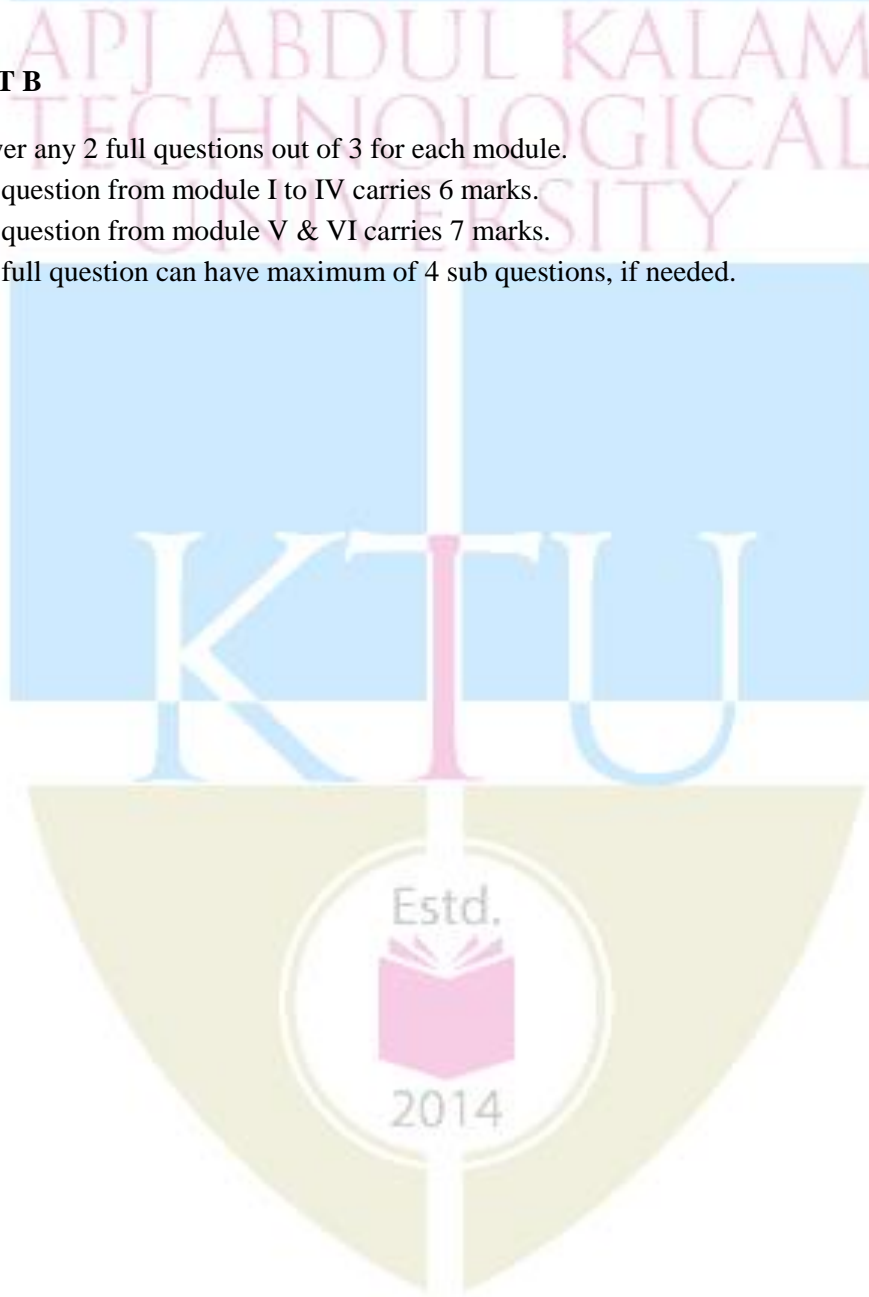 APJ ABDUL KALAM
TECHNOLOGICAL
UNIVERSITY
T B
er any 2 full questions out of 3 for each module.
question from module I to IV carries 6 marks.
question from module V & VI carries 7 marks.
full question can have maximum of 4 sub questions, if needed.
KTU
Estd.
2014